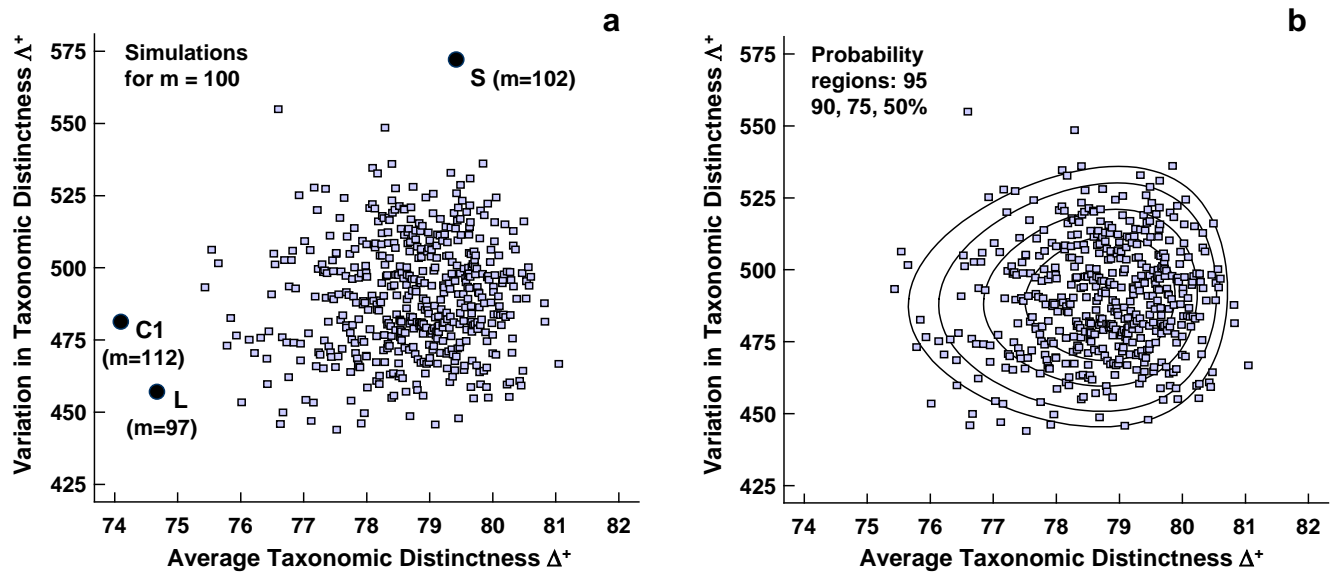 a
Simulations
for m = 100
S (m=102)
C1
(m=112)
L
(m=97)
575
550
525
500
475
450
425
74 75 76 77 78 79 80 81 82
Variation in Taxonomic Distinctness Λ⁺
Average Taxonomic Distinctness Δ⁺
b
Probability
regions: 95
90, 75, 50%
575
550
525
500
475
450
425
74 75 76 77 78 79 80 81 82
Variation in Taxonomic Distinctness Λ⁺
Average Taxonomic Distinctness Δ⁺